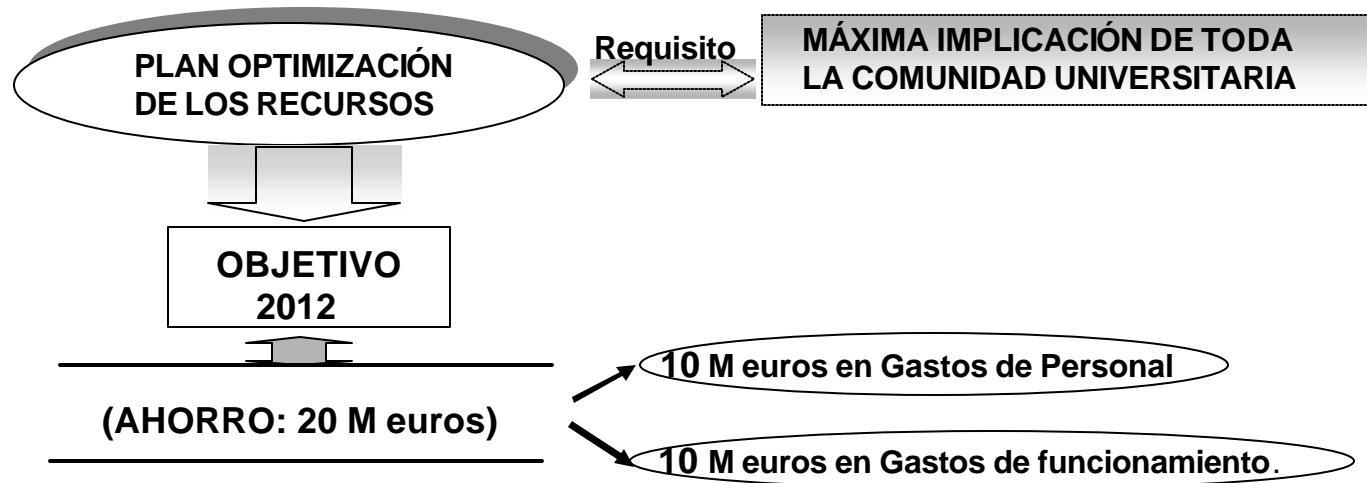 PLAN OPTIMIZACIÓN
DE LOS RECURSOS
Requisito
MÁXIMA IMPLICACIÓN DE TODA
LA COMUNIDAD UNIVERSITARIA
OBJETIVO
2012
(AHORRO: 20 M euros)
10 M euros en Gastos de Personal
10 M euros en Gastos de funcionamiento.